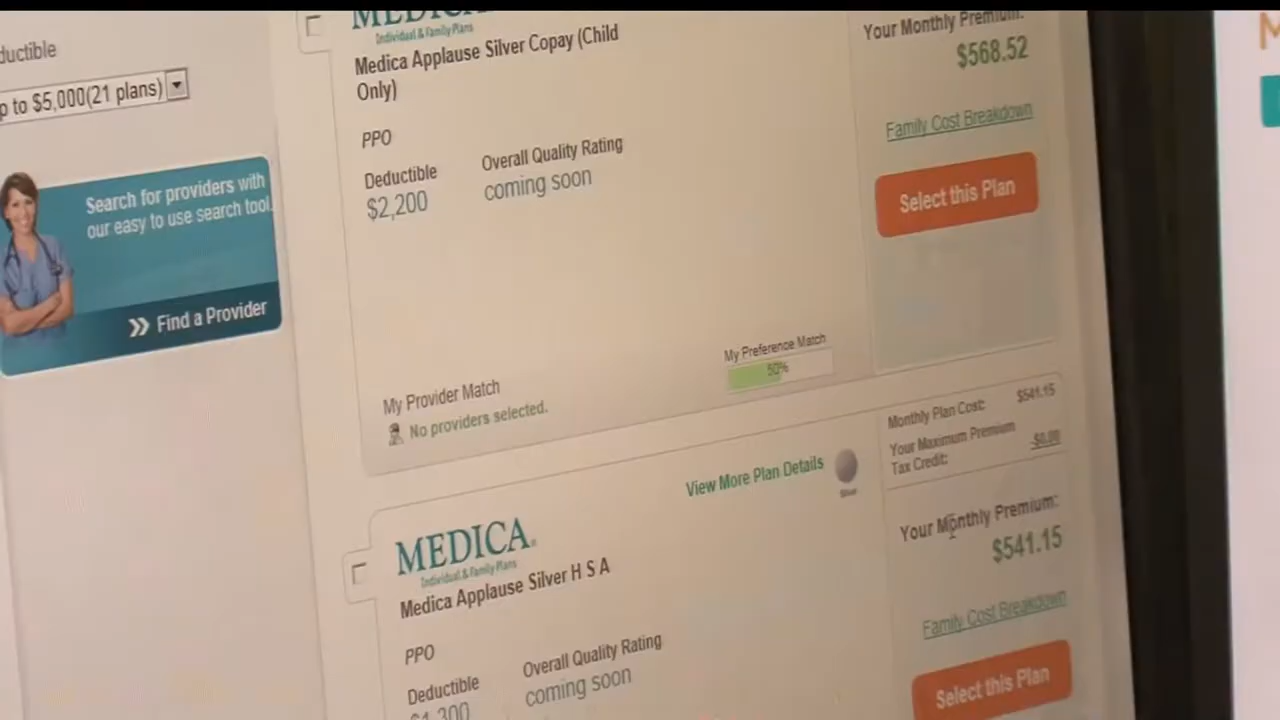 ductible
p to $5,000(21 plans)
Search for providers with
our easy to use search tool.
Find a Provider
MEDICA
Individual & Family Plans
Medica Applause Silver Copay (Child
Only)
PPO
Deductible
$2,200
Overall Quality Rating
coming soon
My Provider Match
No providers selected.
My Preference Match
50%
Your Monthly Premium:
$568.52
Family Cost Breakdown
Select this Plan
View More Plan Details
Silver
MEDICA
Individual & Family Plans
Medica Applause Silver H S A
PPO
Deductible
$1,300
Overall Quality Rating
coming soon
Monthly Plan Cost:
$541.15
Your Maximum Premium
Tax Credit:
-$0.00
Your Monthly Premium:
$541.15
Family Cost Breakdown
Select this Plan
M